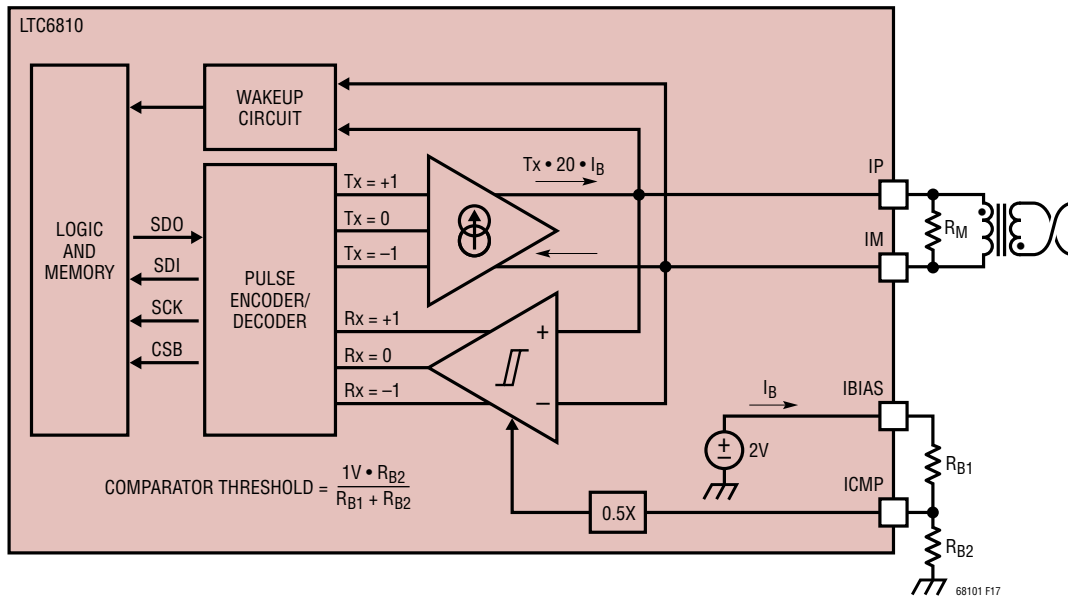 LTC6810
WAKEUP
CIRCUIT
Tx • 20 • IB
IP
Tx = +1
LOGIC
AND
MEMORY
SDO
SDI
SCK
CSB
PULSE
ENCODER/
DECODER
Tx = 0
Tx = –1
RM
IM
Rx = +1
Rx = 0
Rx = –1
+
–
IB
IBIAS
+
–
2V
RB1
ICMP
COMPARATOR THRESHOLD = 1V • RB2
RB1 + RB2
0.5X
RB2
68101 F17